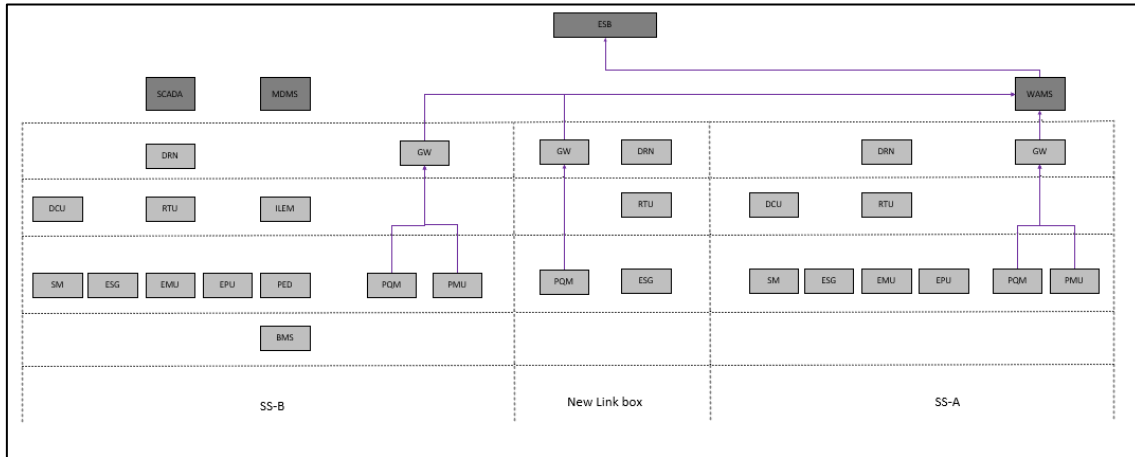 ESB
SCADA MDMS WAMS
DRN GW GW DRN DRN GW
DCU RTU ILEM RTU DCU RTU
SM ESG EMU EPU PED PQM PMU PQM ESG SM ESG EMU EPU PQM PMU
BMS
SS-B New Link box SS-A